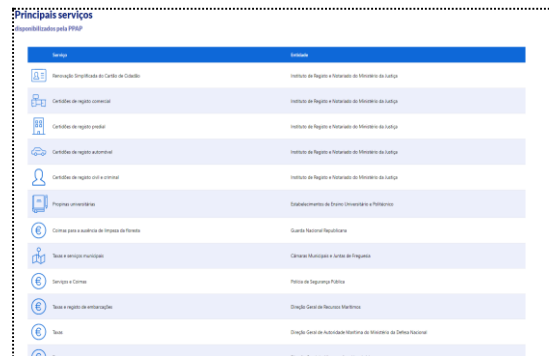 Principais serviços
disponibilizados pela PPAP
Serviço Entidade
Renovação Simplificada do Cartão de Cidadão Instituto de Registo e Notariado do Ministério da Justiça
Certidões de registo comercial Instituto de Registo e Notariado do Ministério da Justiça
Certidões de registo predial Instituto de Registo e Notariado do Ministério da Justiça
Certidões de registo automóvel Instituto de Registo e Notariado do Ministério da Justiça
Certidões de registo civil e criminal Instituto de Registo e Notariado do Ministério da Justiça
Propinas universitárias Estabelecimentos de Ensino Universitário e Politécnico
Coimas para a ausência de limpeza da floresta Guarda Nacional Republicana
Taxas e serviços municipais Câmaras Municipais e Juntas de Freguesia
Serviços e Coimas Polícia de Segurança Pública
Taxas e registo de embarcações Direção Geral de Recursos Marítimos
Taxas Direção Geral de Autoridade Marítima do Ministério da Defesa Nacional